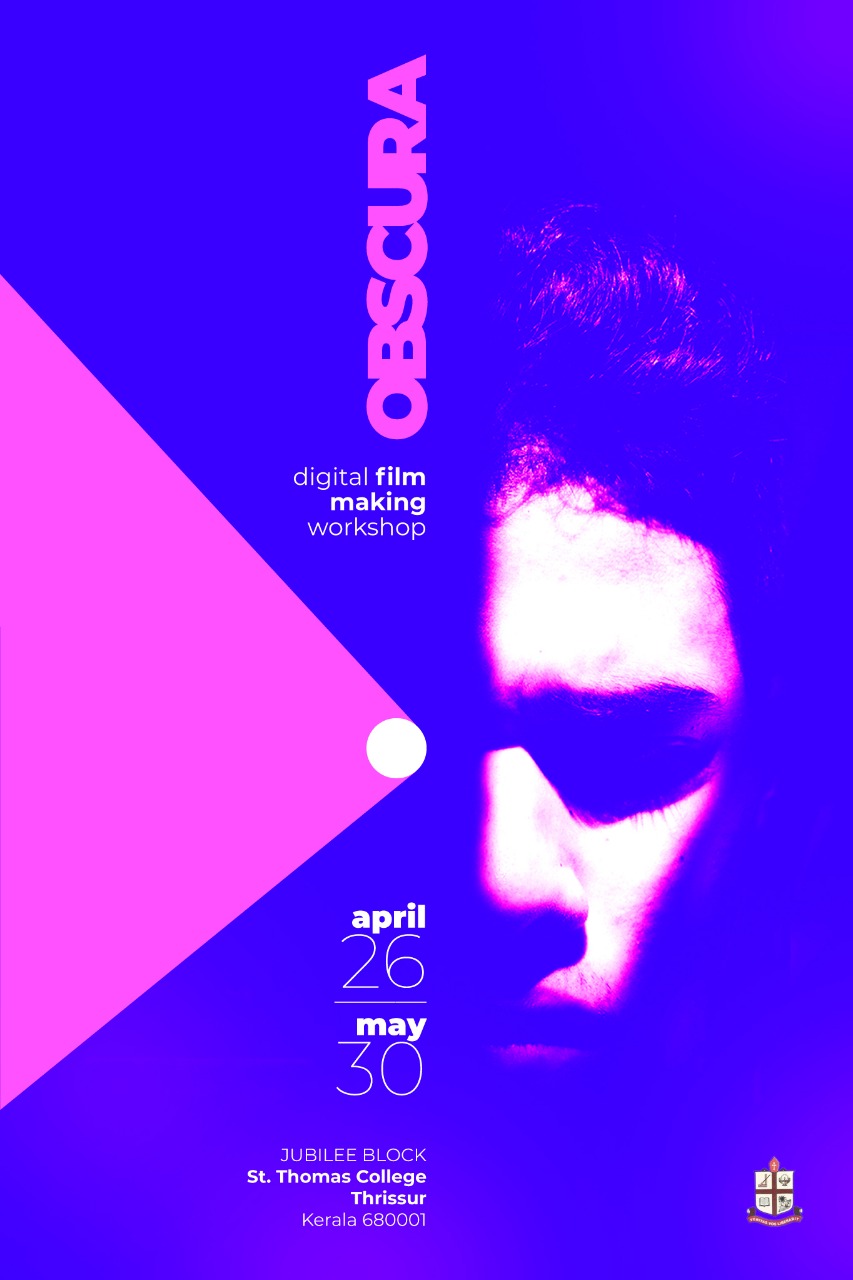 OBSCURA
digital film
making
workshop
april
26
may
30
JUBILEE BLOCK
St. Thomas College
Thrissur
Kerala 680001